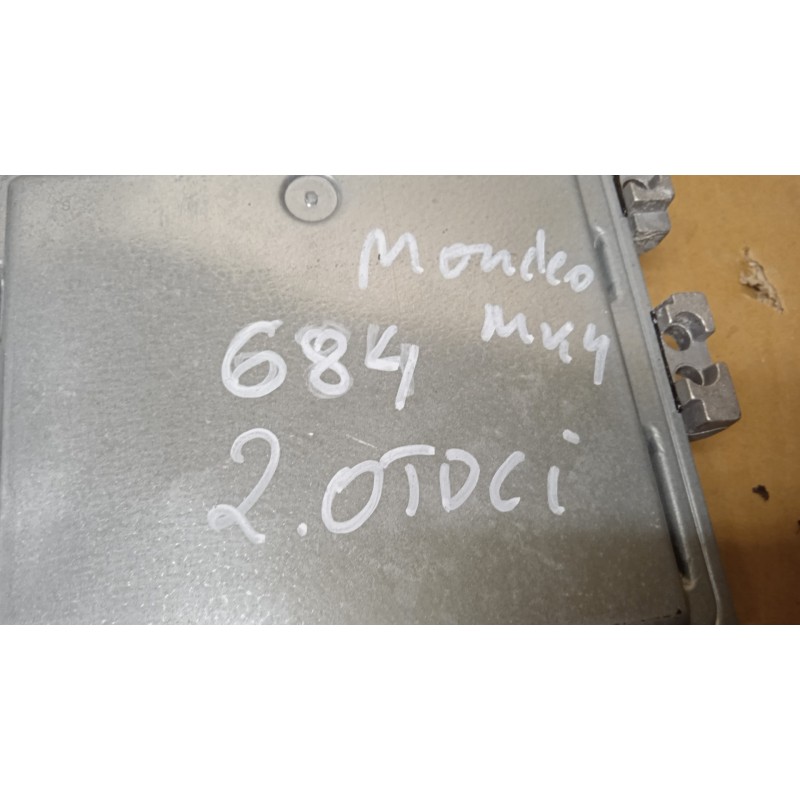 Mondeo
MK4
684
2.0TDCi